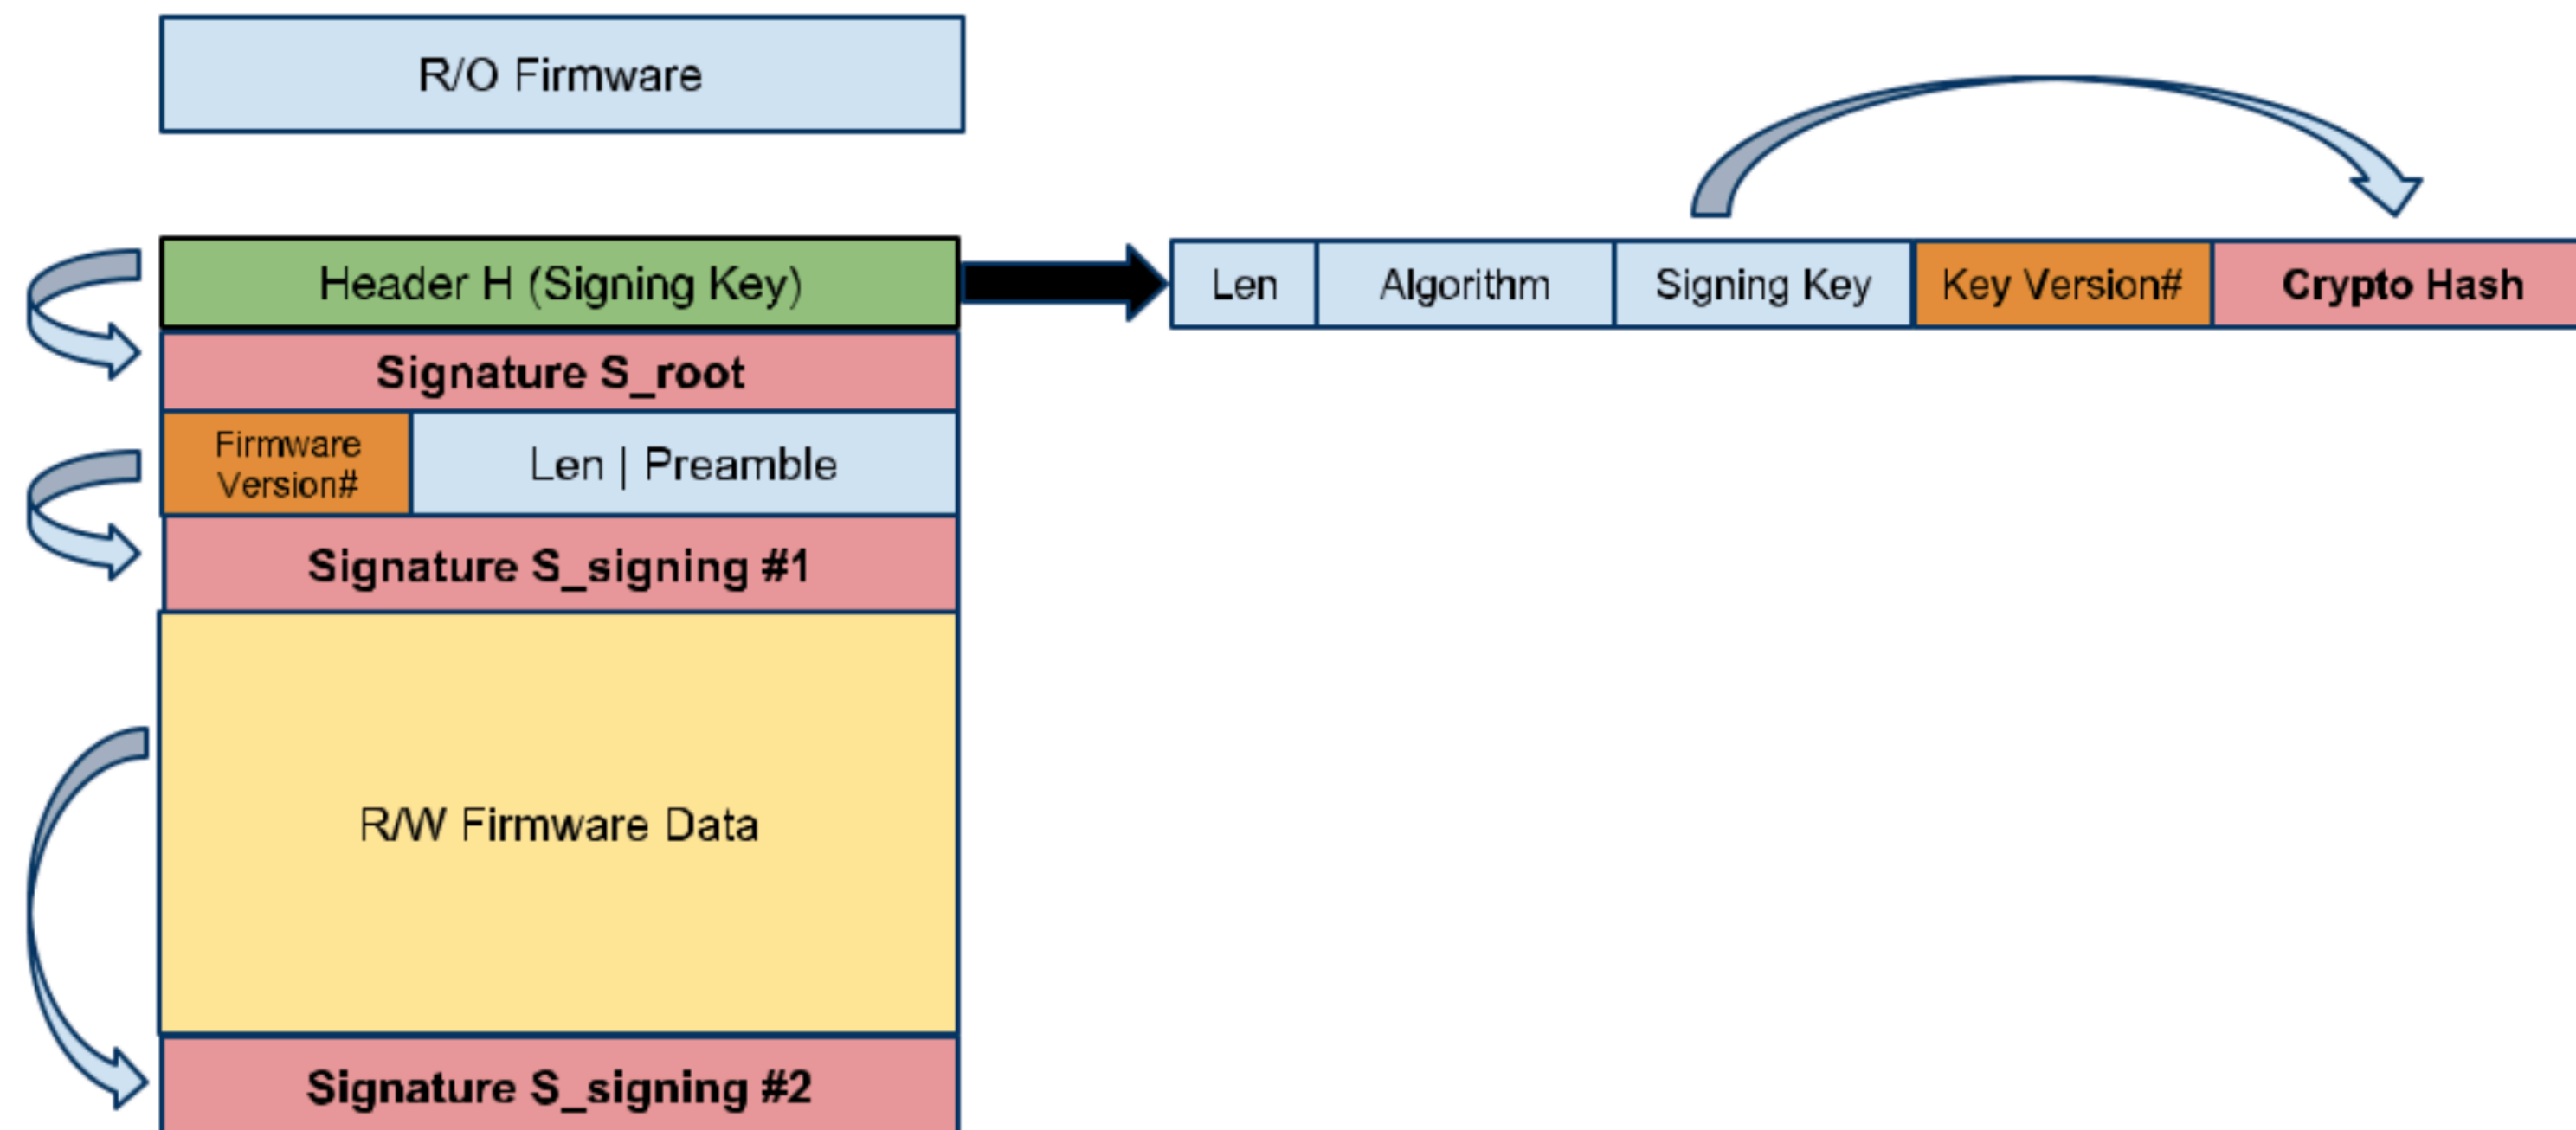 R/O Firmware
Header H (Signing Key)
Len
Algorithm
Signing Key
Key Version#
Crypto Hash
Signature S_root
Firmware
Version#
Len | Preamble
Signature S_signing #1
R/W Firmware Data
Signature S_signing #2